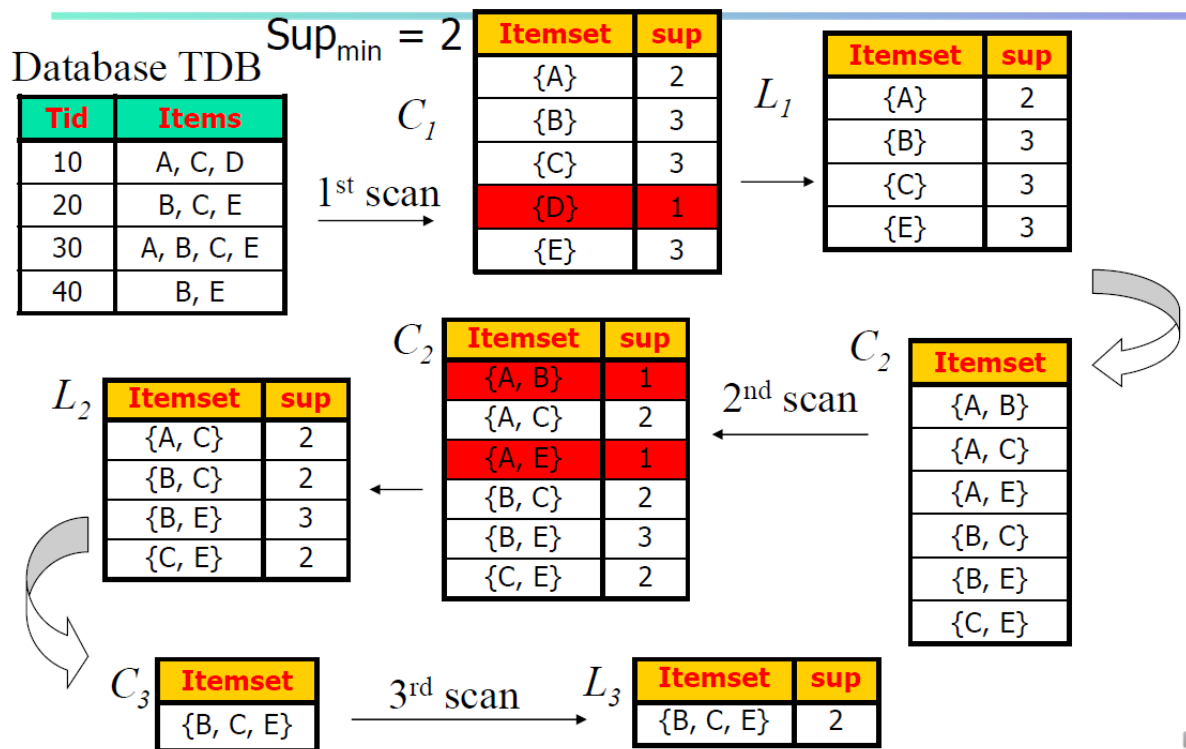 Sup_min = 2
Database TDB
Tid Items
10 A, C, D
20 B, C, E
30 A, B, C, E
40 B, E
1st scan
C1
Itemset sup
{A} 2
{B} 3
{C} 3
{D} 1
{E} 3
L1
Itemset sup
{A} 2
{B} 3
{C} 3
{E} 3
C2
Itemset
{A, B}
{A, C}
{A, E}
{B, C}
{B, E}
{C, E}
2nd scan
C2
Itemset sup
{A, B} 1
{A, C} 2
{A, E} 1
{B, C} 2
{B, E} 3
{C, E} 2
L2
Itemset sup
{A, C} 2
{B, C} 2
{B, E} 3
{C, E} 2
C3
Itemset
{B, C, E}
3rd scan
L3
Itemset sup
{B, C, E} 2